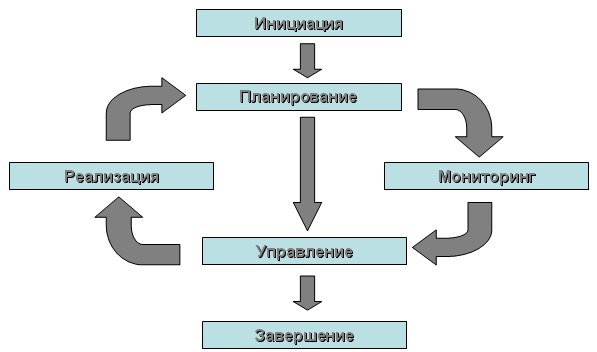 Инициация
Планирование
Реализация
Мониторинг
Управление
Завершение